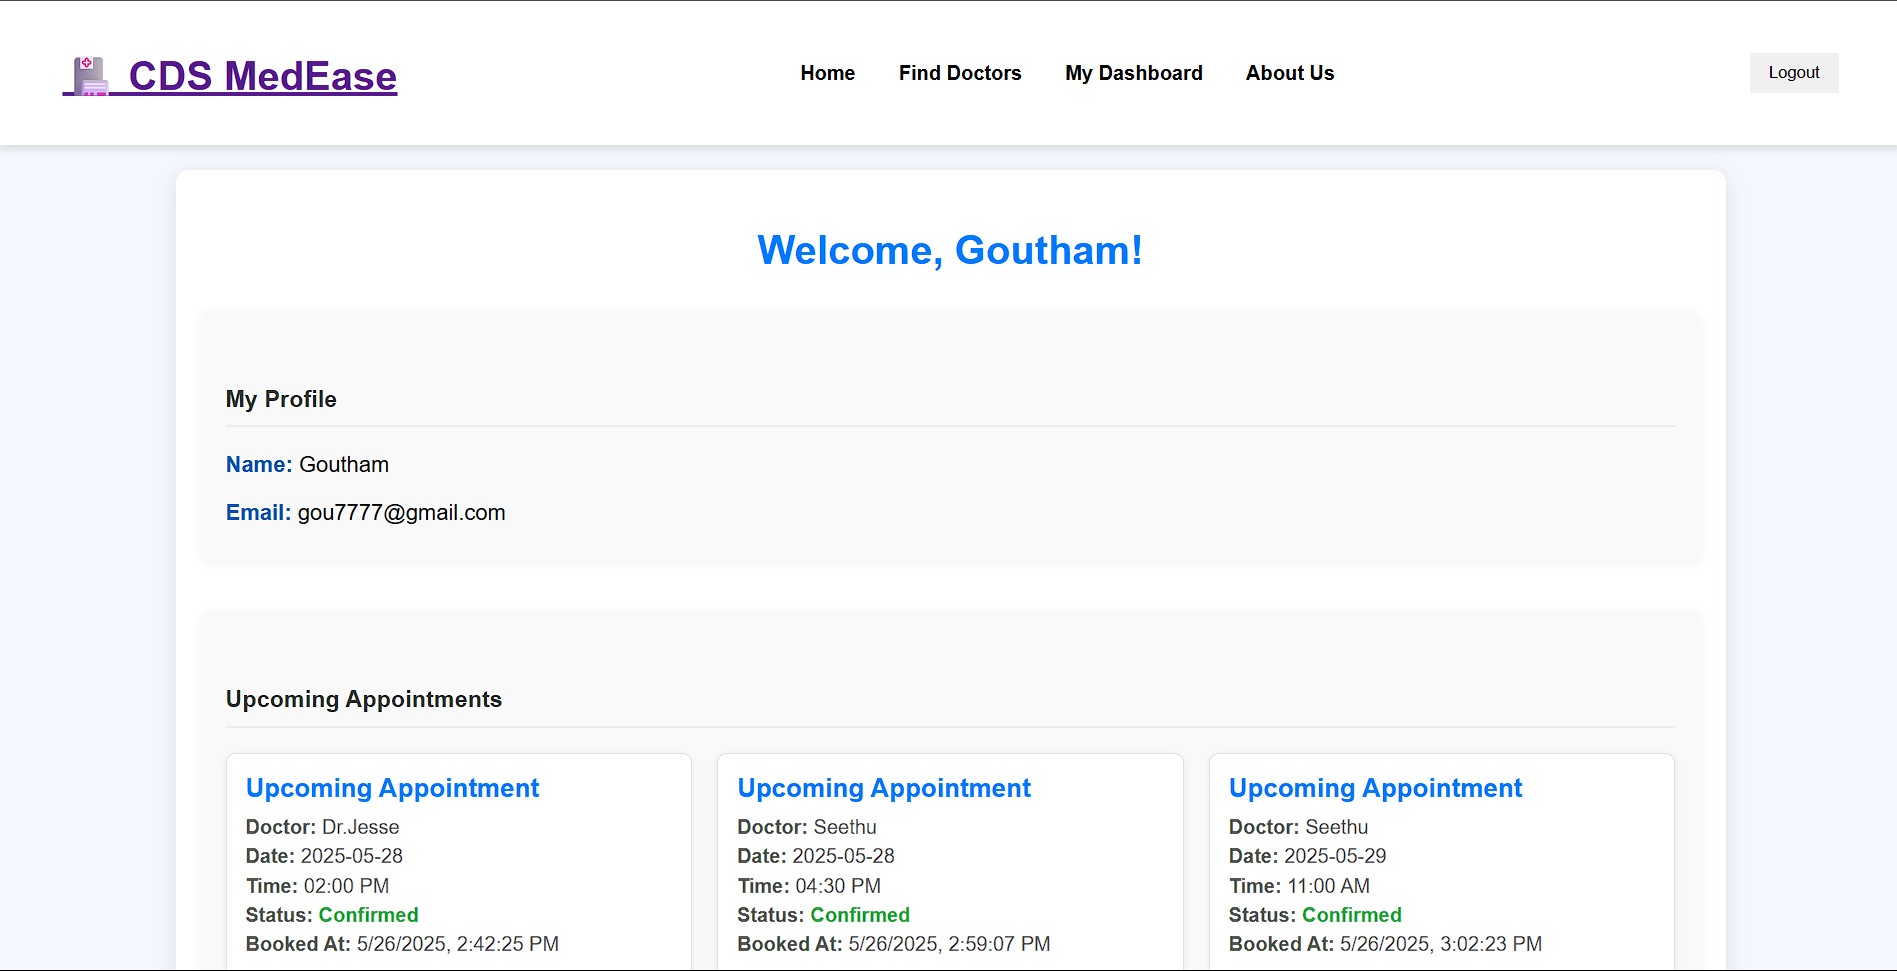 CDS MedEase
Home Find Doctors My Dashboard About Us
Logout
Welcome, Goutham!
My Profile
Name: Goutham
Email: gou7777@gmail.com
Upcoming Appointments
Upcoming Appointment
Doctor: Dr.Jesse
Date: 2025-05-28
Time: 02:00 PM
Status: Confirmed
Booked At: 5/26/2025, 2:42:25 PM
Upcoming Appointment
Doctor: Seethu
Date: 2025-05-28
Time: 04:30 PM
Status: Confirmed
Booked At: 5/26/2025, 2:59:07 PM
Upcoming Appointment
Doctor: Seethu
Date: 2025-05-29
Time: 11:00 AM
Status: Confirmed
Booked At: 5/26/2025, 3:02:23 PM